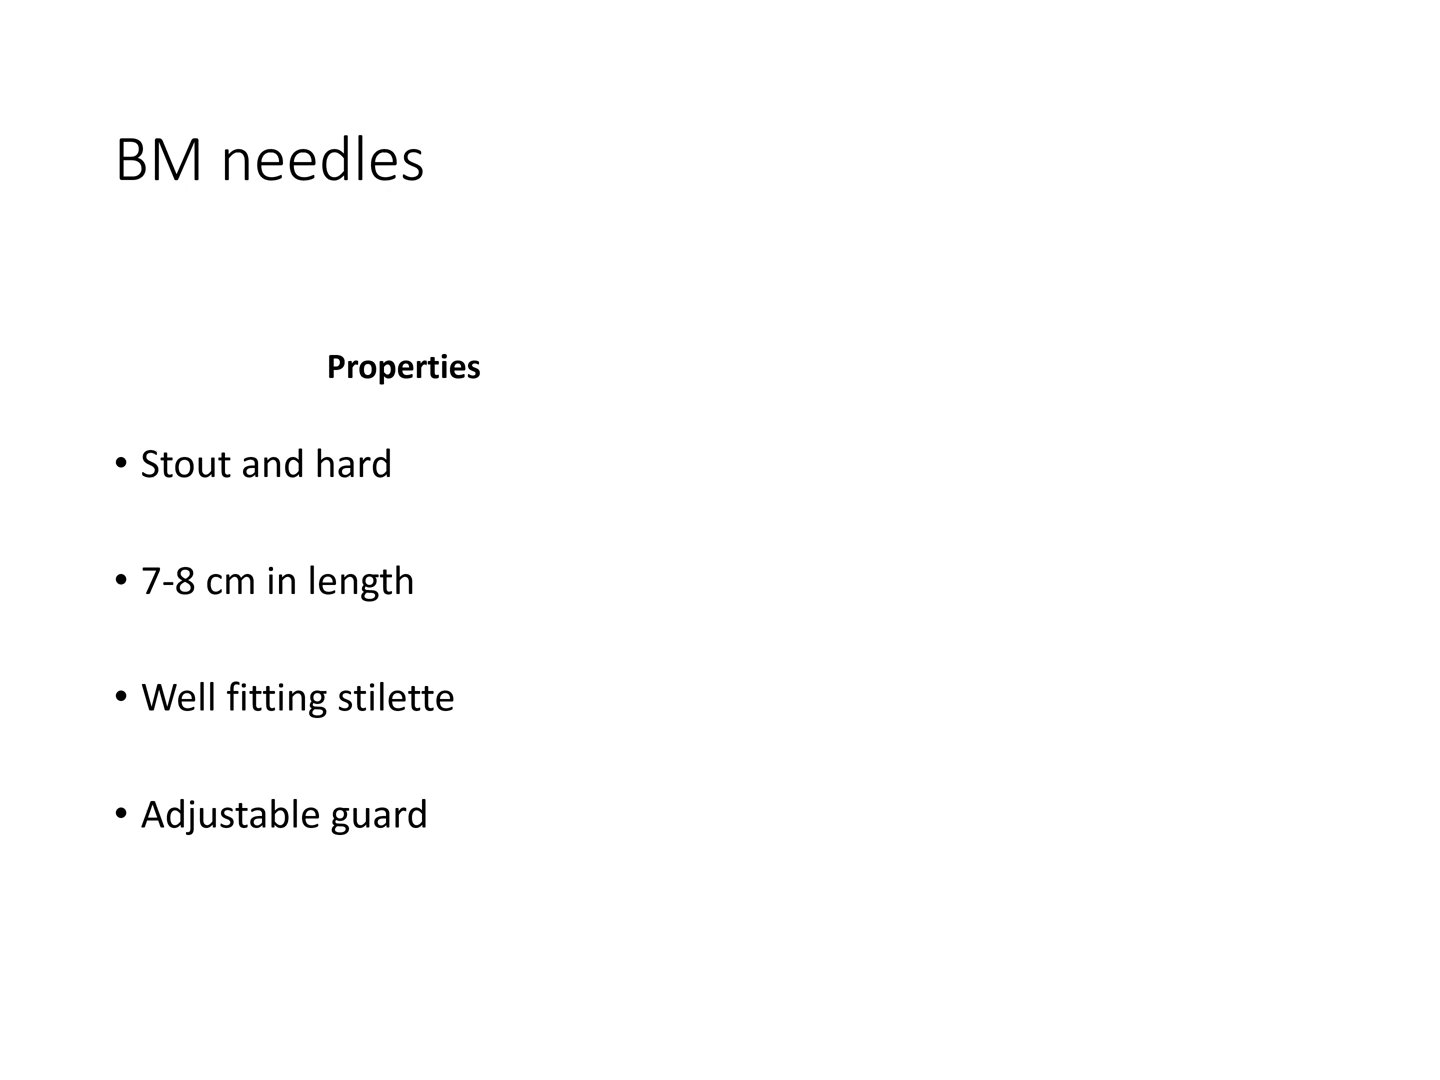 BM needles
Properties
• Stout and hard
• 7-8 cm in length
• Well fitting stilette
• Adjustable guard